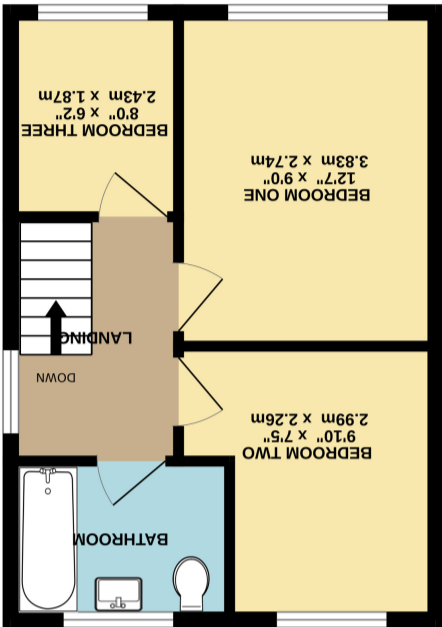 BATHROOM
BEDROOM TWO
9'10" x 7'5"
2.99m x 2.26m
DOWN
LANDING
BEDROOM ONE
12'7" x 9'0"
3.83m x 2.74m
BEDROOM THREE
8'0" x 6'2"
2.43m x 1.87m